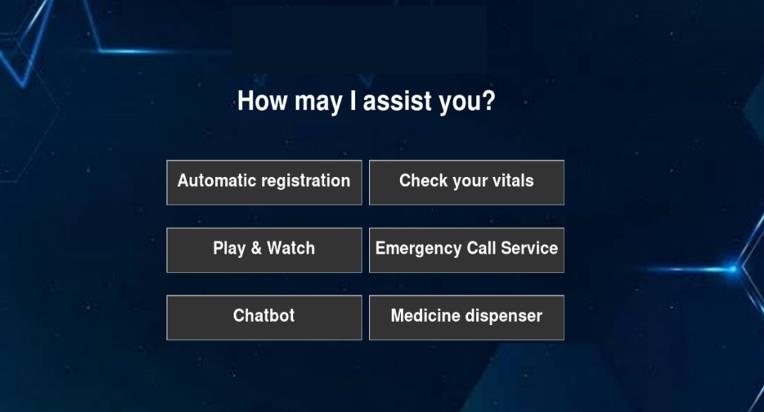 How may I assist you?
Automatic registration
Check your vitals
Play & Watch
Emergency Call Service
Chatbot
Medicine dispenser